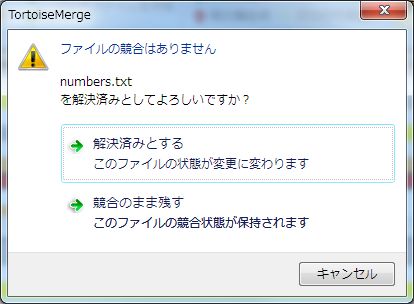 TortoiseMerge
ファイルの競合はありません
numbers.txt
を解決済みとしてよろしいですか？
解決済みとする
このファイルの状態が変更に変わります
競合のまま残す
このファイルの競合状態が保持されます
キャンセル